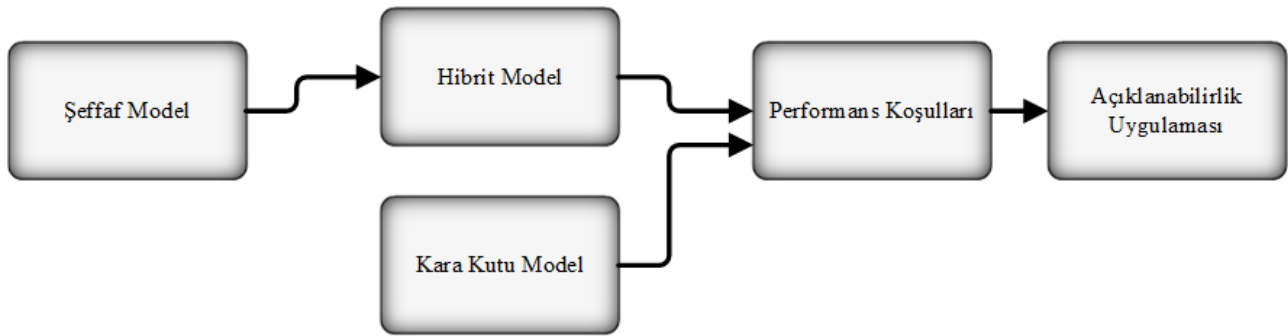 Şeffaf Model
Hibrit Model
Kara Kutu Model
Performans Koşulları
Açıklanabilirlik
Uygulaması